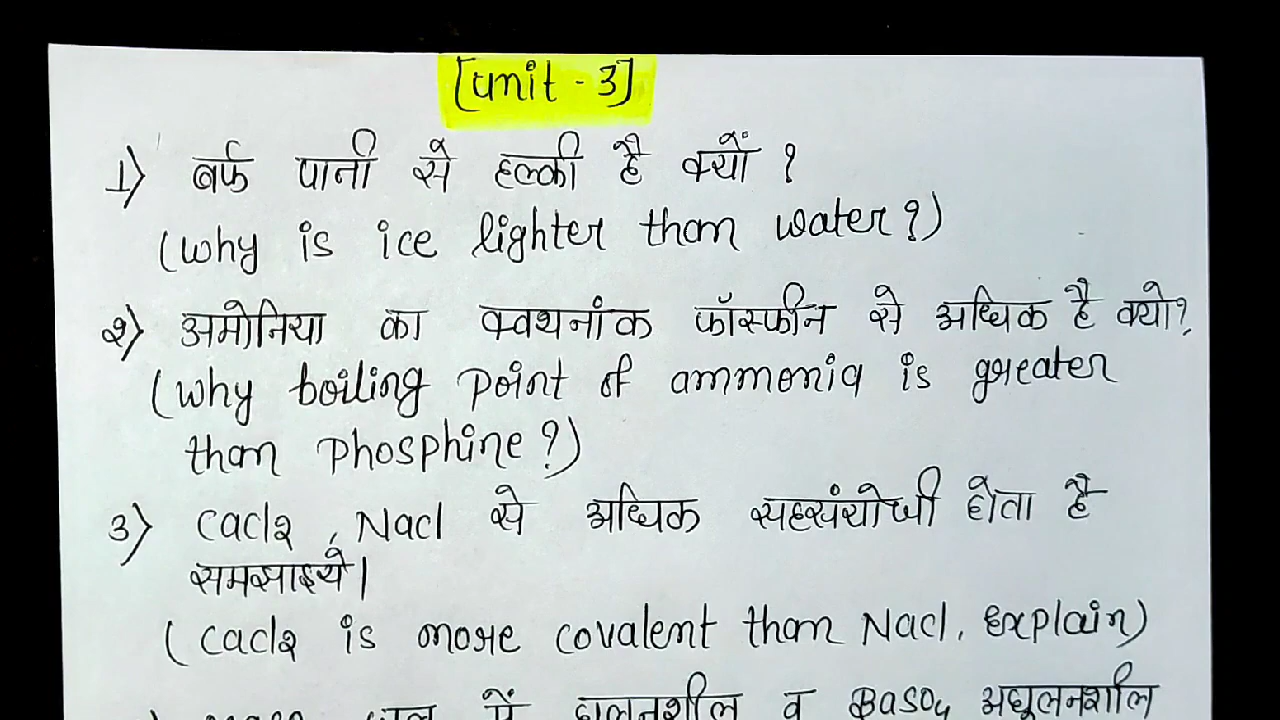 [Unit - 3]
1) बर्फ पानी से हल्की है क्यों ?
(why is ice lighter than water?)
2) अमोनिया का क्वथनांक फॉस्फीन से अधिक है क्यो?
(why boiling point of ammonia is greater
than phosphine?)
3) cacl2, Nacl से अधिक सहसंयोजी होता है
समझाइये।
(cacl2 is more covalent than Nacl. Explain)
जल में घुलनशील व BaSO4 अघुलनशील